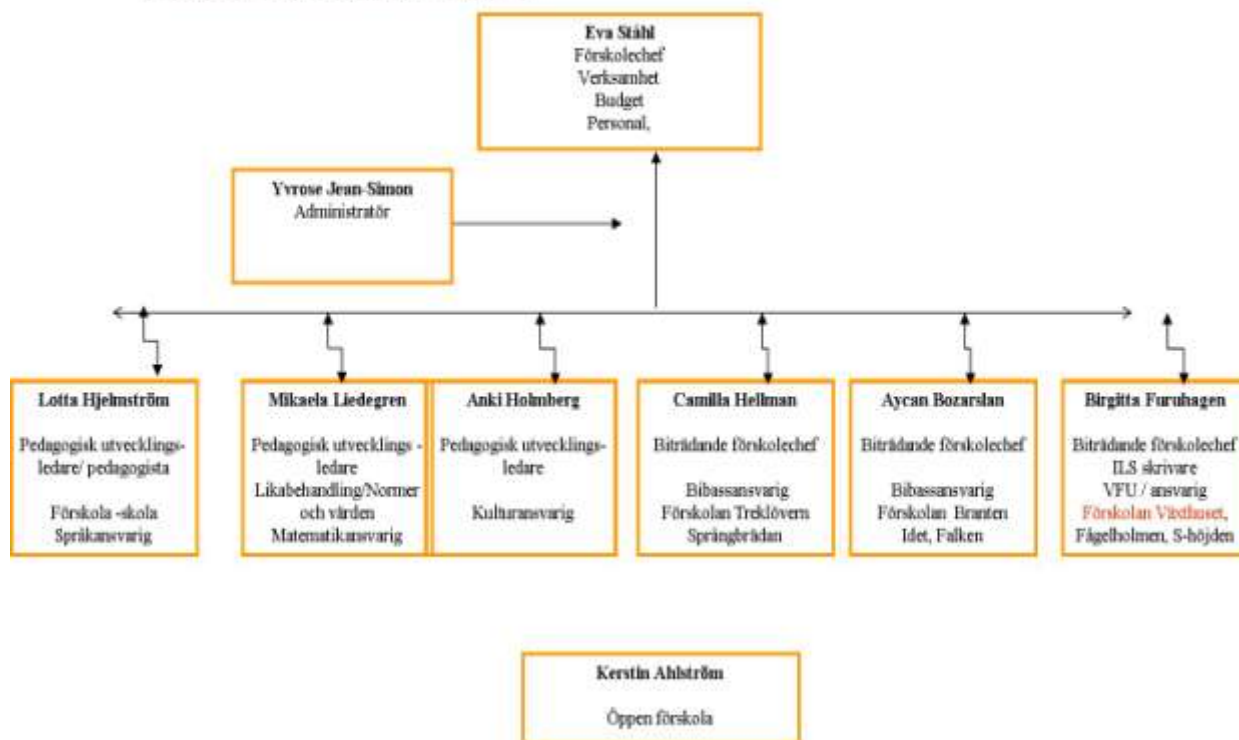 Eva Ståhl
Förskolechef
Verksamhet
Budget
Personal,
Yvrose Jean-Simon
Administratör
Lotta Hjelmström
Pedagogisk utvecklings-
ledare/ pedagogista
Förskola -skola
Språkansvarig
Mikaela Liedegren
Pedagogisk utvecklings -
ledare
Likabehandling/Normer
och värden
Matematikansvarig
Anki Holmberg
Pedagogisk utvecklings-
ledare
Kulturansvarig
Camilla Hellman
Biträdande förskolechef
Bibassansvarig
Förskolan Treklövern
Språngbrädan
Aycan Bozarslan
Biträdande förskolechef
Bibassansvarig
Förskolan Branten
Idet, Falken
Birgitta Furuhagen
Biträdande förskolechef
ILS skrivare
VFU / ansvarig
Förskolan Växthuset,
Fågelholmen, S-höjden
Kerstin Ahlström
Öppen förskola